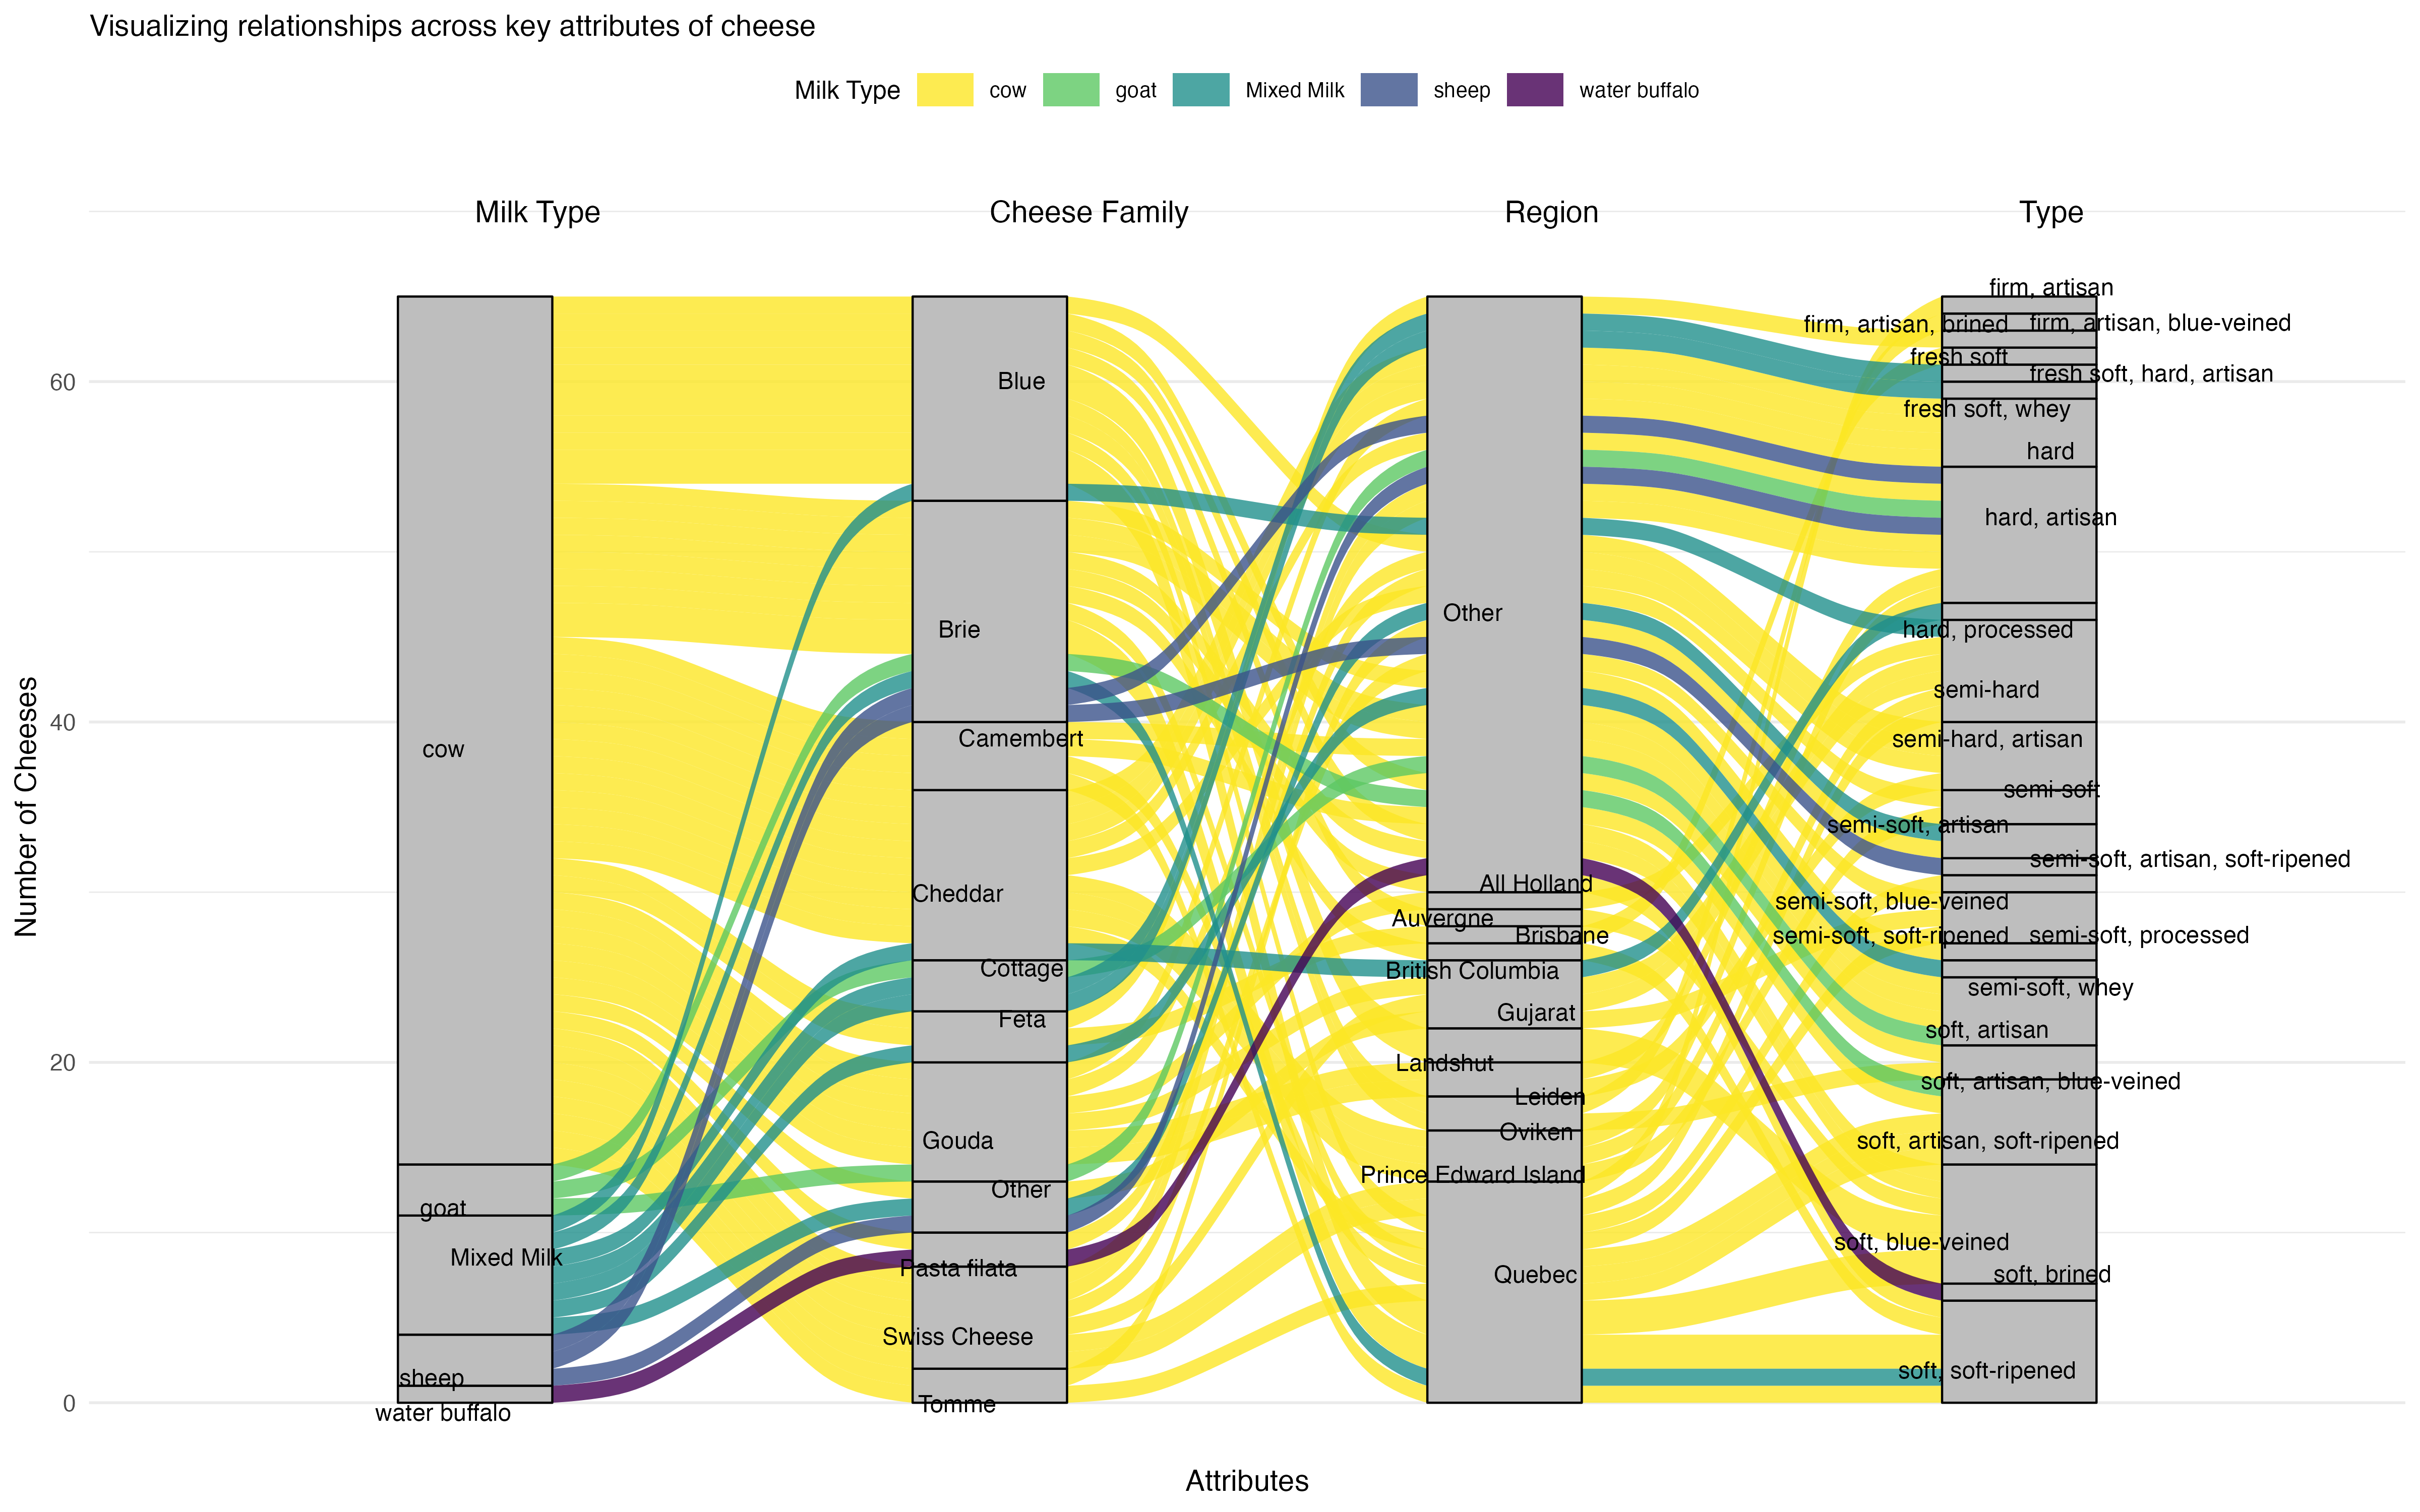 Visualizing relationships across key attributes of cheese
Milk Type cow goat Mixed Milk sheep water buffalo
Milk Type Cheese Family Region Type
Number of Cheeses
60
40
20
0
cow
goat
Mixed Milk
sheep
water buffalo
Blue
Brie
Camembert
Cheddar
Cottage
Feta
Gouda
Other
Pasta filata
Swiss Cheese
Tomme
Other
All Holland
Auvergne
Brisbane
British Columbia
Gujarat
Landshut
Leiden
Oviken
Prince Edward Island
Quebec
firm, artisan
firm, artisan, brined
firm, artisan, blue-veined
fresh soft
fresh soft, hard, artisan
fresh soft, whey
hard
hard, artisan
hard, processed
semi-hard
semi-hard, artisan
semi-soft
semi-soft, artisan
semi-soft, artisan, soft-ripened
semi-soft, blue-veined
semi-soft, soft-ripened
semi-soft, processed
semi-soft, whey
soft, artisan
soft, artisan, blue-veined
soft, artisan, soft-ripened
soft, blue-veined
soft, brined
soft, soft-ripened
Attributes